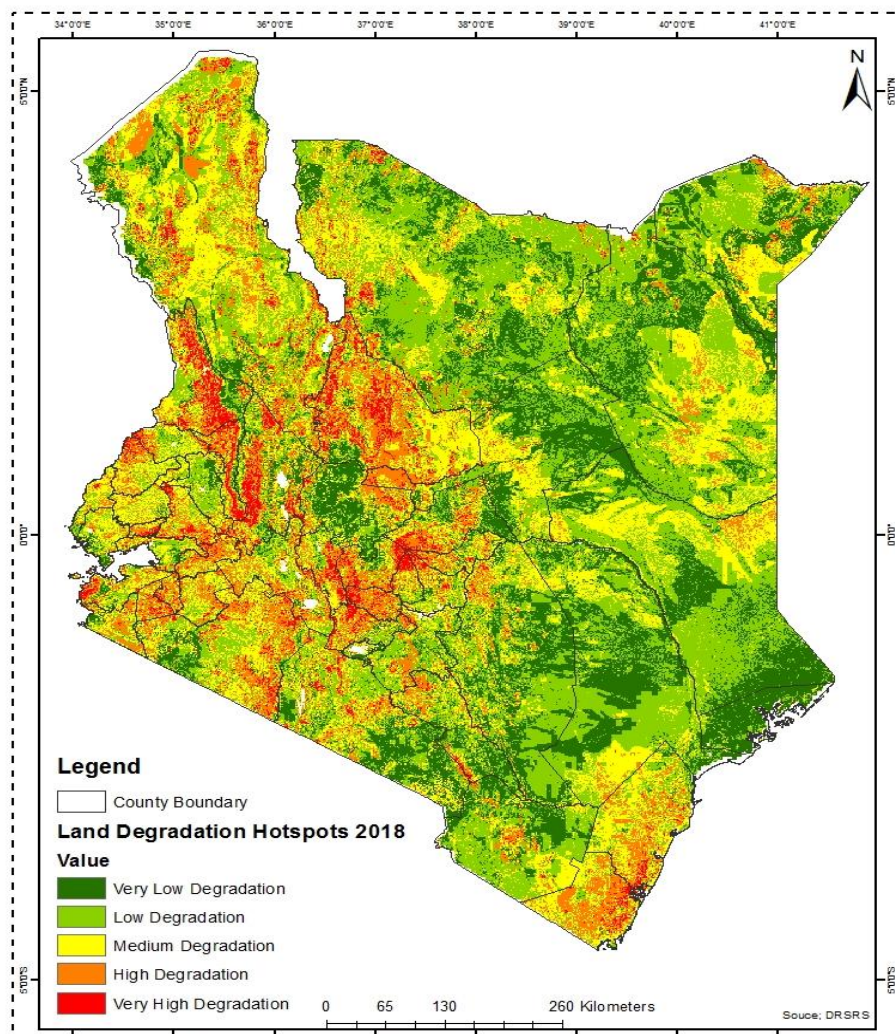 34°0'0"E 35°0'0"E 36°0'0"E 37°0'0"E 38°0'0"E 39°0'0"E 40°0'0"E 41°0'0"E
N
5°0'0"N 5°0'0"N
0°0'0" 0°0'0"
5°0'0"S 5°0'0"S
Legend
County Boundary
Land Degradation Hotspots 2018
Value
Very Low Degradation
Low Degradation
Medium Degradation
High Degradation
Very High Degradation
0 65 130 260 Kilometers
Souce; DRSRS